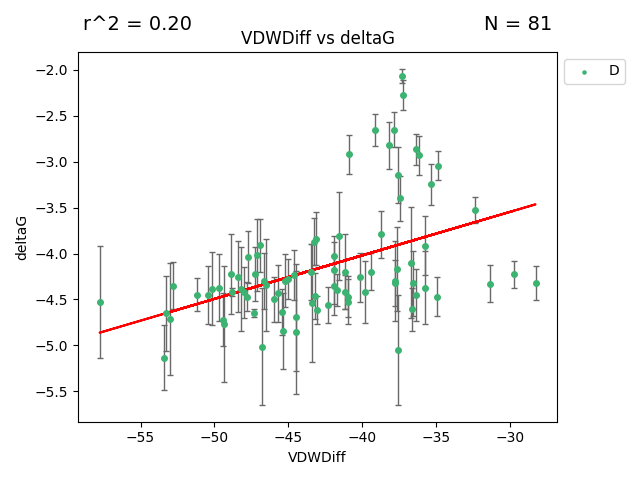 r^2 = 0.20
N = 81
VDWDiff vs deltaG
D
−2.0
−2.5
−3.0
−3.5
−4.0
−4.5
−5.0
−5.5
deltaG
−55
−50
−45
−40
−35
−30
VDWDiff